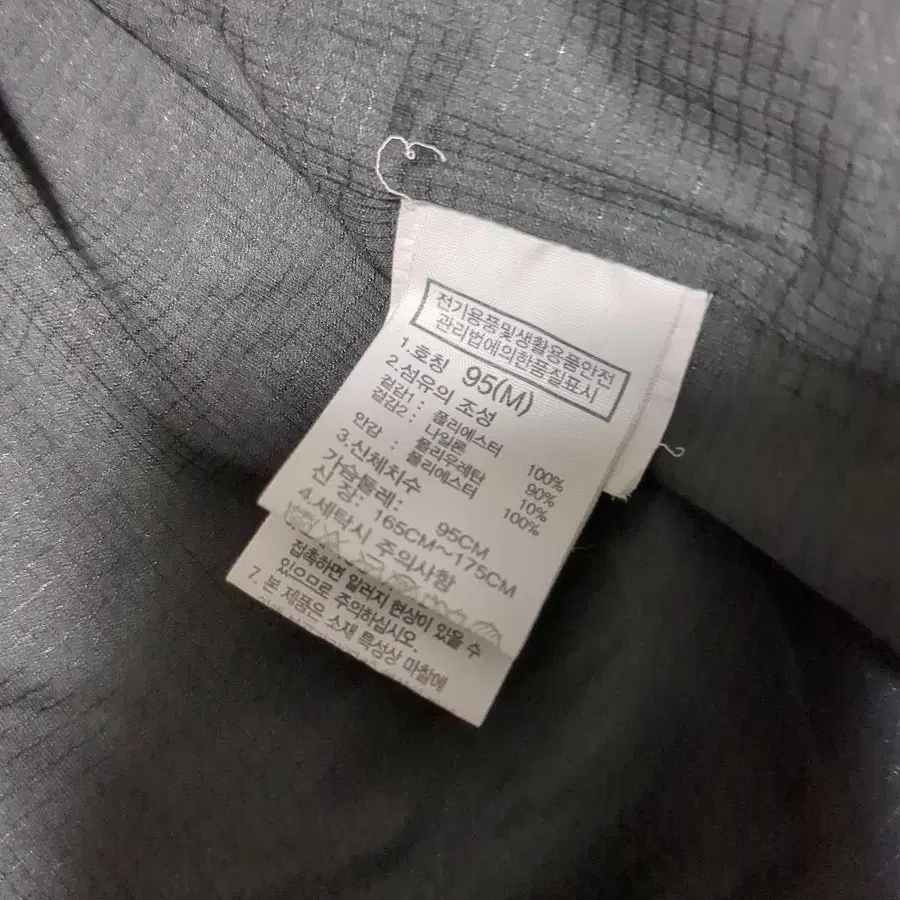 전기용품및생활용품안전
관리법에의한품질표시
1.호칭 95(M)
2.섬유의 조성
겉감1 : 폴리에스터 100%
겉감2 : 나일론 90%
폴리우레탄 10%
안감 : 폴리에스터 100%
3.신체치수
가슴둘레: 95CM
신 장: 165CM~175CM
4.세탁시 주의사항
접촉하면 알러지 현상이 있을 수
있으므로 주의하십시오.
7. 본 제품은 소재 특성상 마찰에